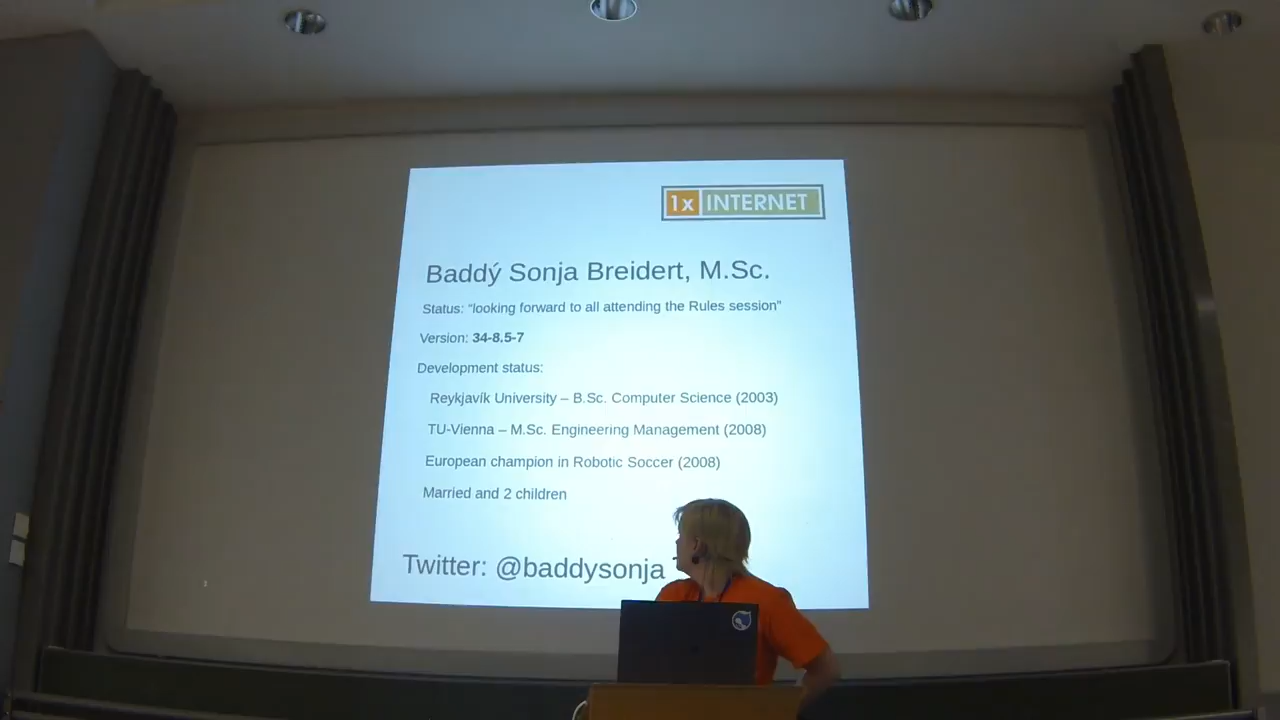 1x INTERNET
Baddý Sonja Breidert, M.Sc.
Status: “looking forward to all attending the Rules session”
Version: 34-8.5-7
Development status:
Reykjavík University – B.Sc. Computer Science (2003)
TU-Vienna – M.Sc. Engineering Management (2008)
European champion in Robotic Soccer (2008)
Married and 2 children
Twitter: @baddysonja